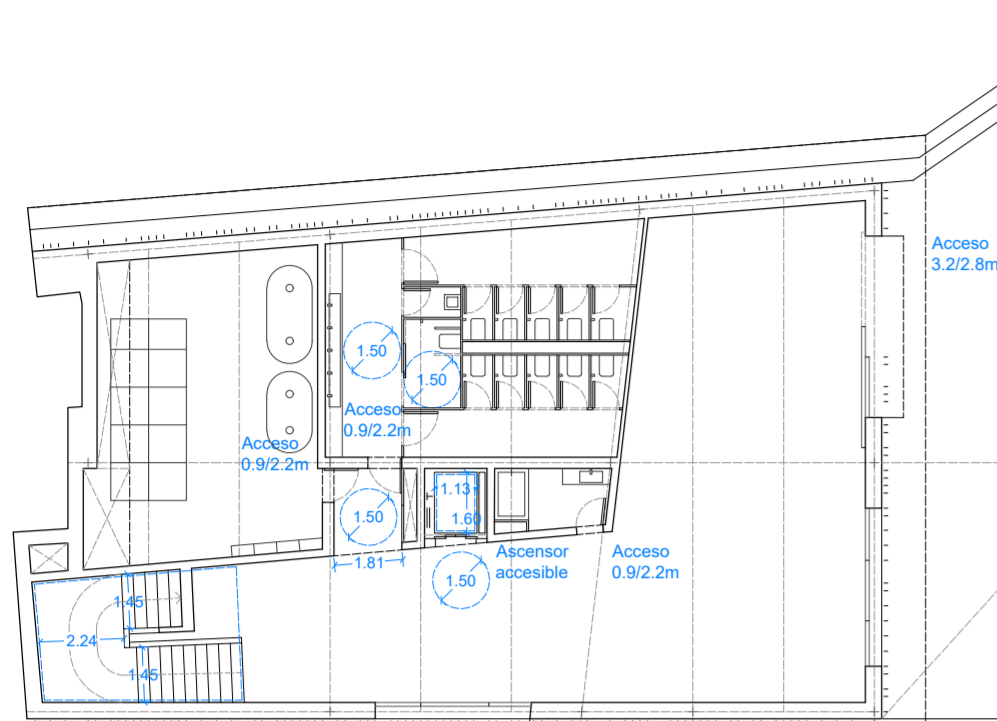 Acceso
3.2/2.8m
1.50
1.50
Acceso
0.9/2.2m
Acceso
0.9/2.2m
1.13
1.60
1.50
1.81
Ascensor
accesible
Acceso
0.9/2.2m
1.50
1.45
2.24
1.45